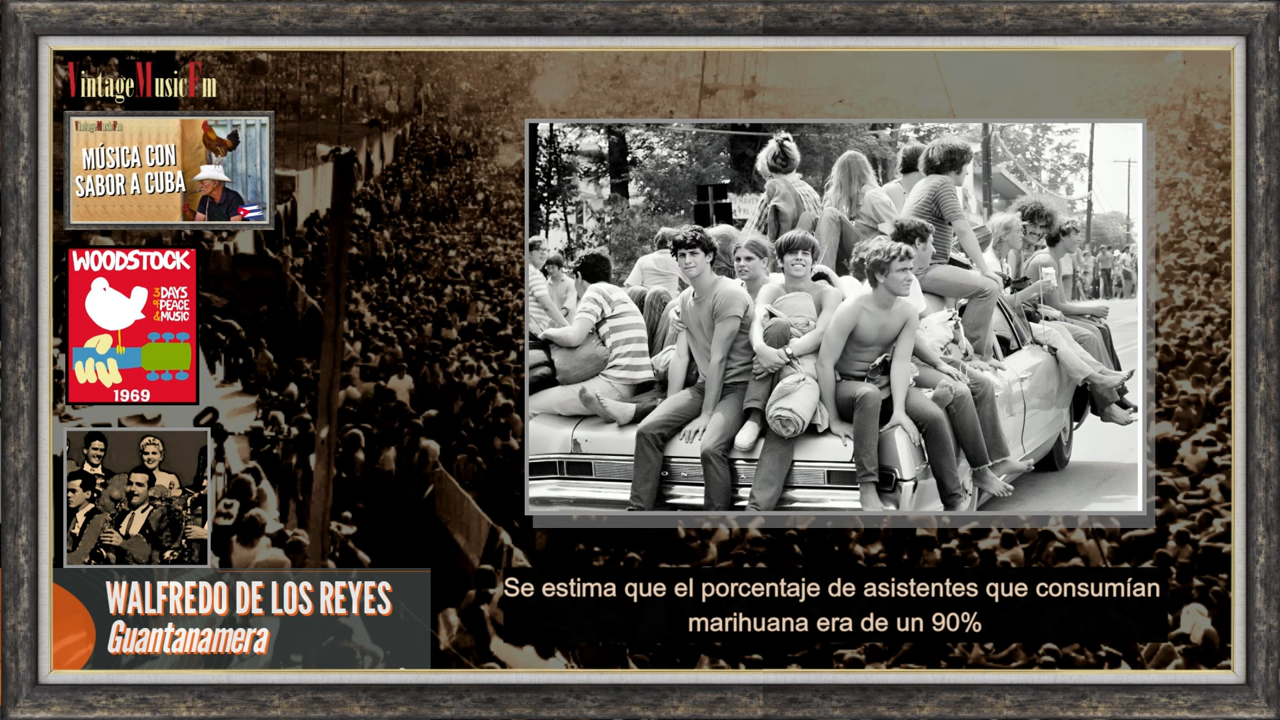 VintageMusicFm
VintageMusicFm
MÚSICA CON
SABOR A CUBA
WOODSTOCK
3 DAYS
OF PEACE
& MUSIC
1969
WALFREDO DE LOS REYES
Guantanamera
Se estima que el porcentaje de asistentes que consumían
marihuana era de un 90%